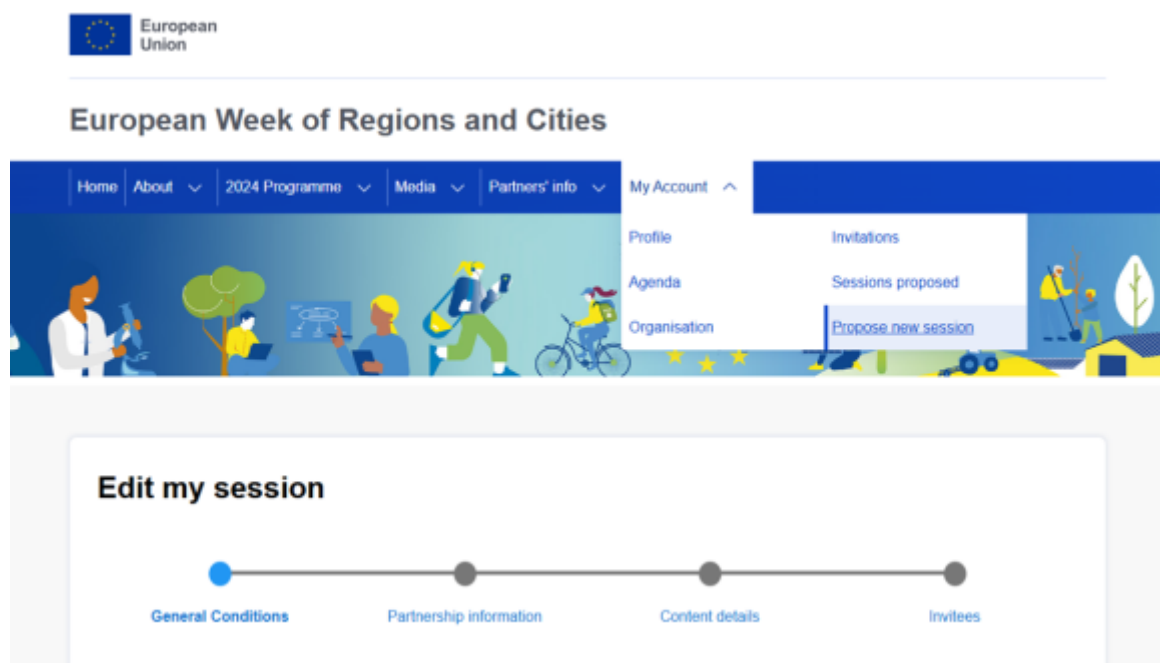 European
Union
European Week of Regions and Cities
Home About 2024 Programme Media Partners' info My Account
Profile Invitations
Agenda Sessions proposed
Organisation Propose new session
Edit my session
General Conditions Partnership information Content details Invitees